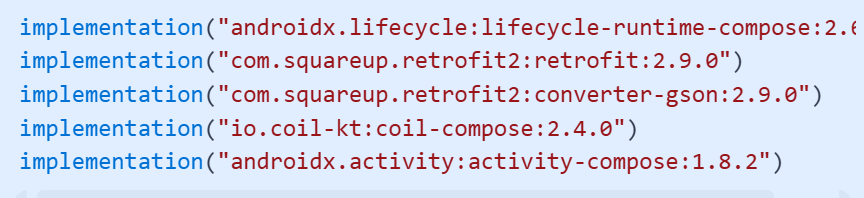 implementation("androidx.lifecycle:lifecycle-runtime-compose:2.
implementation("com.squareup.retrofit2:retrofit:2.9.0")
implementation("com.squareup.retrofit2:converter-gson:2.9.0")
implementation("io.coil-kt:coil-compose:2.4.0")
implementation("androidx.activity:activity-compose:1.8.2")